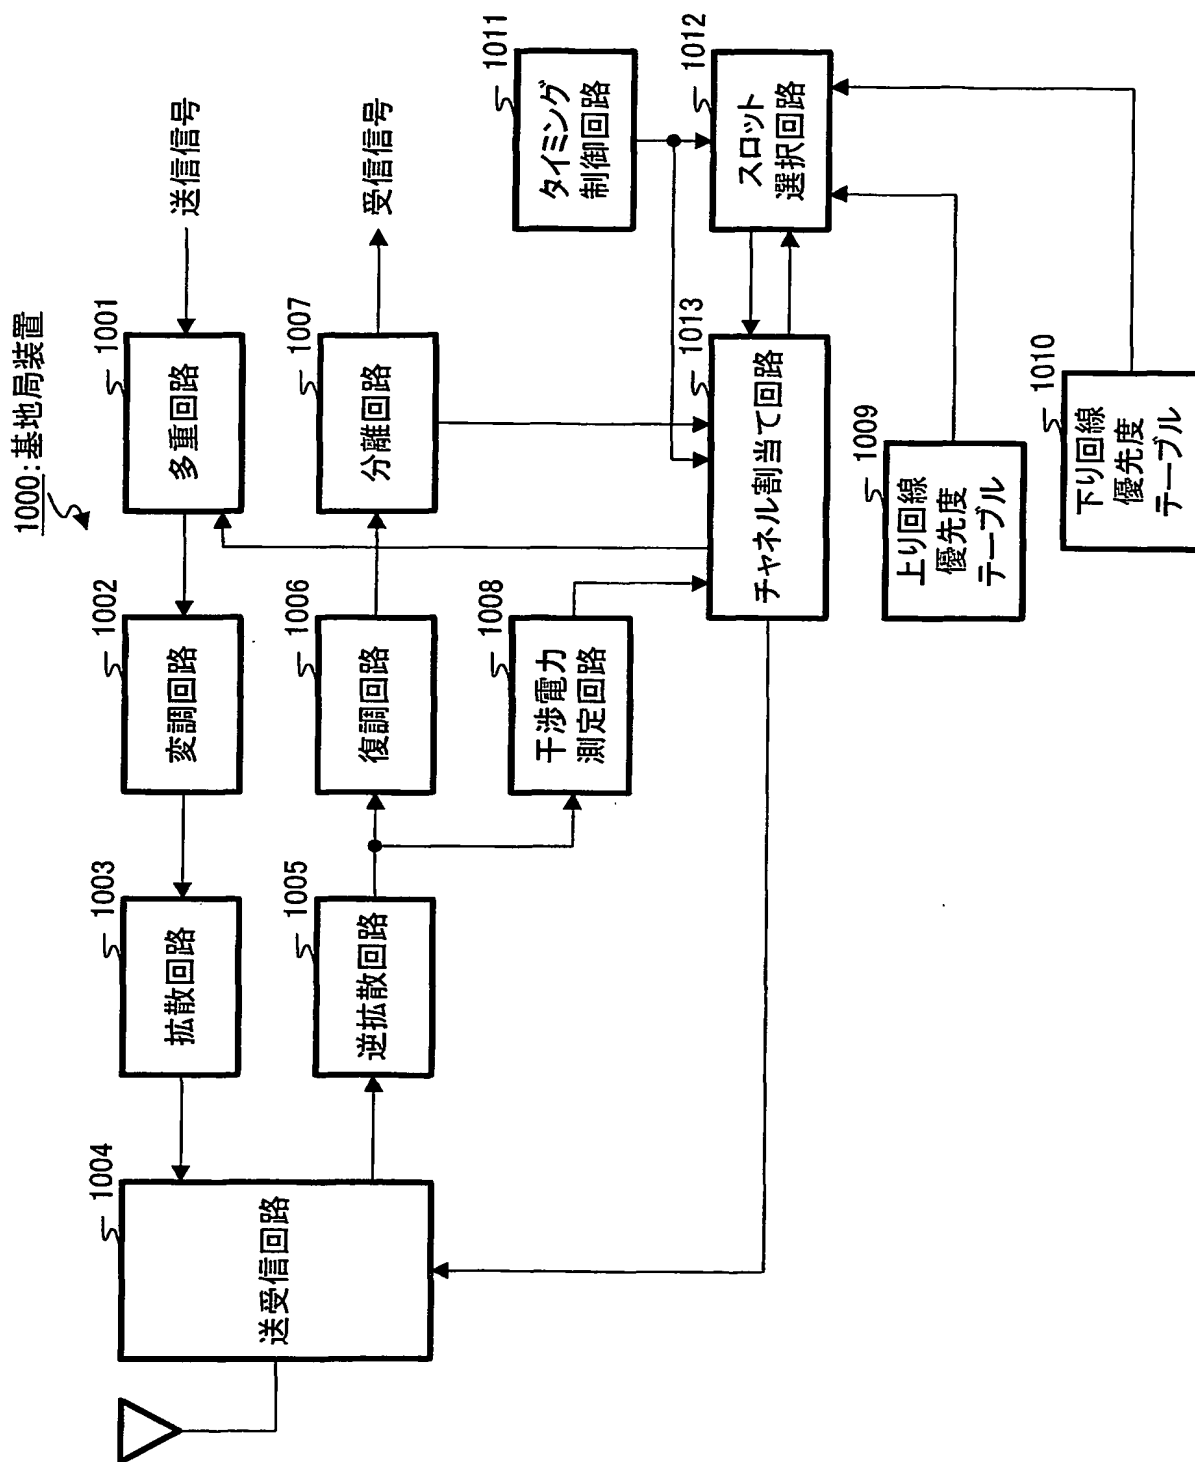 1000:基地局装置
送信信号
受信信号
1001
多重回路
1002
変調回路
1003
拡散回路
1004
送受信回路
1005
逆拡散回路
1006
復調回路
1007
分離回路
1008
干渉電力
測定回路
1009
上り回線
優先度
テーブル
1010
下り回線
優先度
テーブル
1011
タイミング
制御回路
1012
スロット
選択回路
1013
チャネル割当て回路